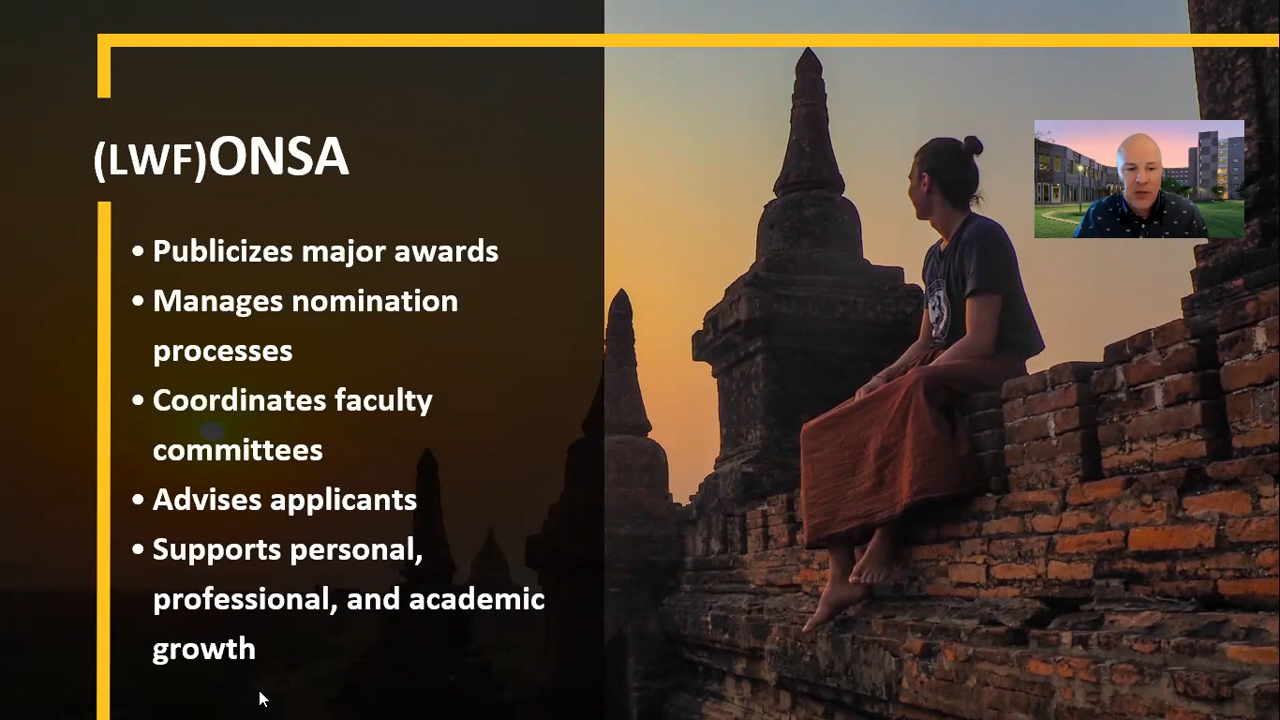 (LWF)ONSA
• Publicizes major awards
• Manages nomination
processes
• Coordinates faculty
committees
• Advises applicants
• Supports personal,
professional, and academic
growth